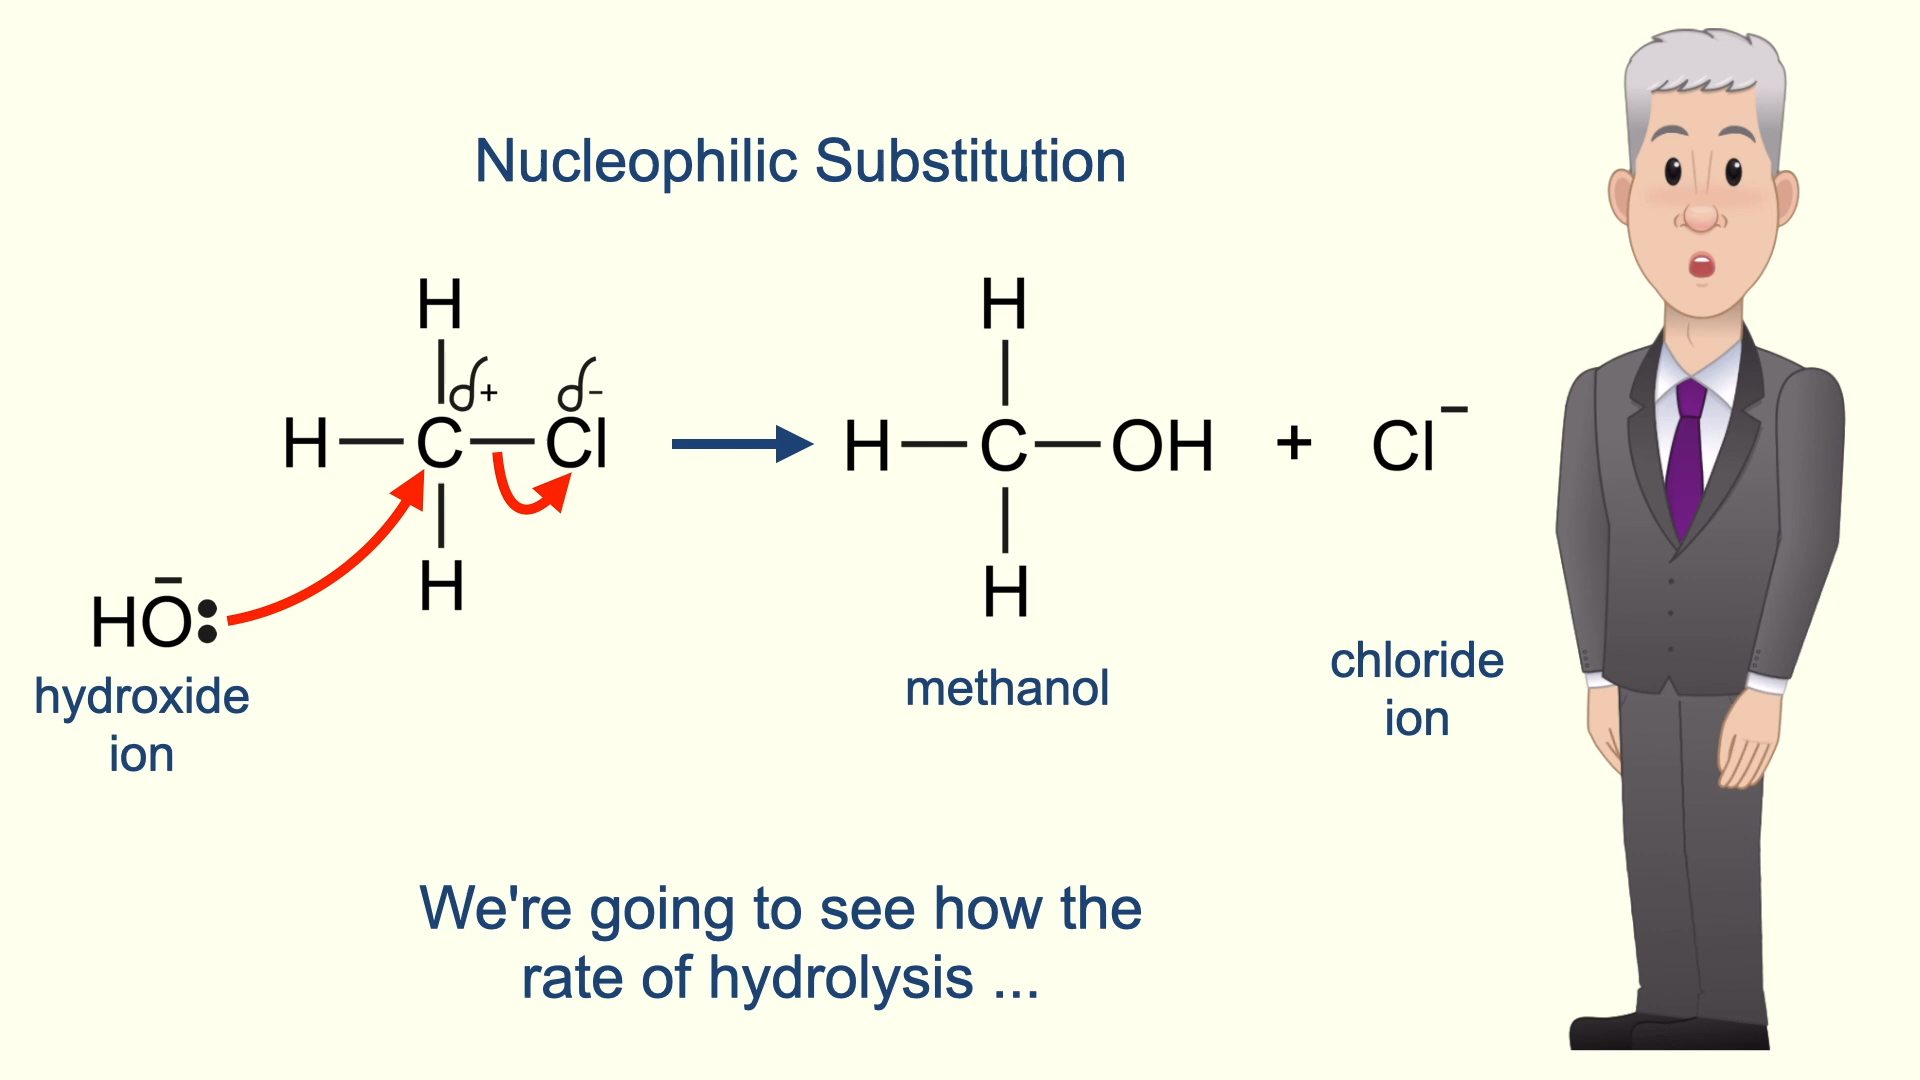 Nucleophilic Substitution
H
δ+ δ−
H—C—Cl
H
HO⁻:
hydroxide
ion
H
H—C—OH + Cl⁻
H
methanol
chloride
ion
We're going to see how the
rate of hydrolysis ...